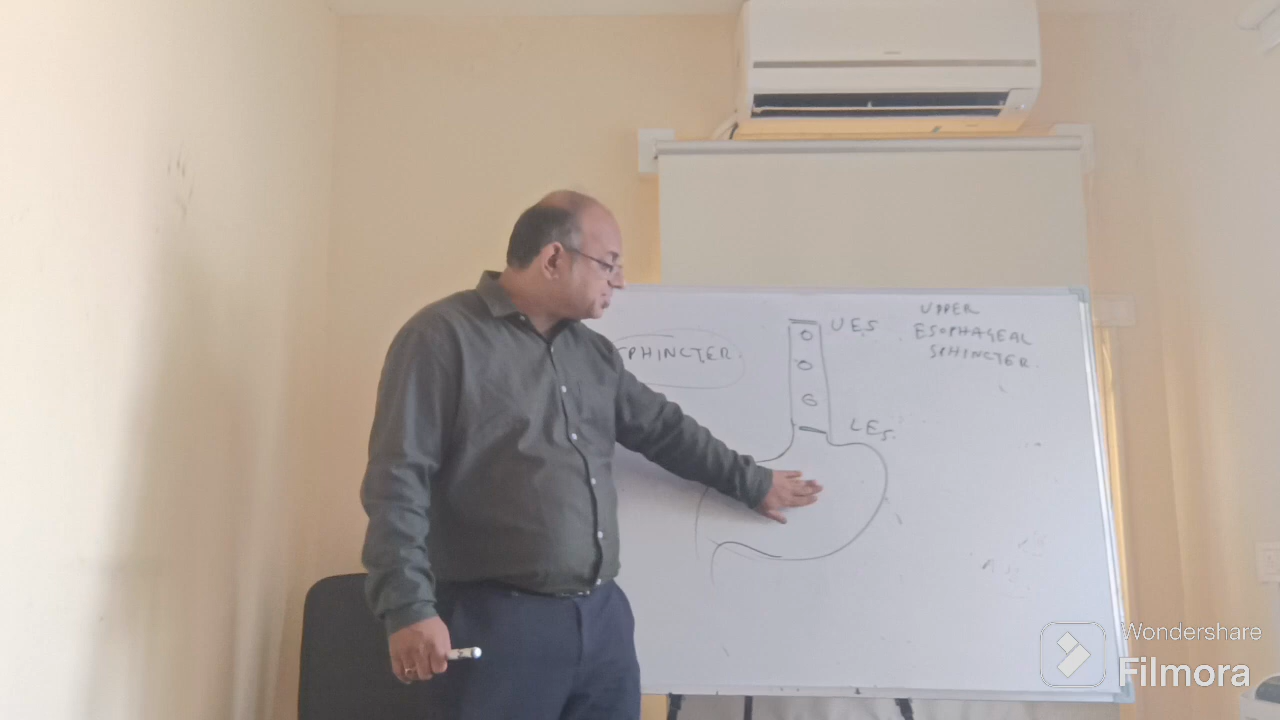 SPHINCTER.
UES
UPPER
ESOPHAGEAL
SPHINCTER.
LES.
Wondershare
Filmora